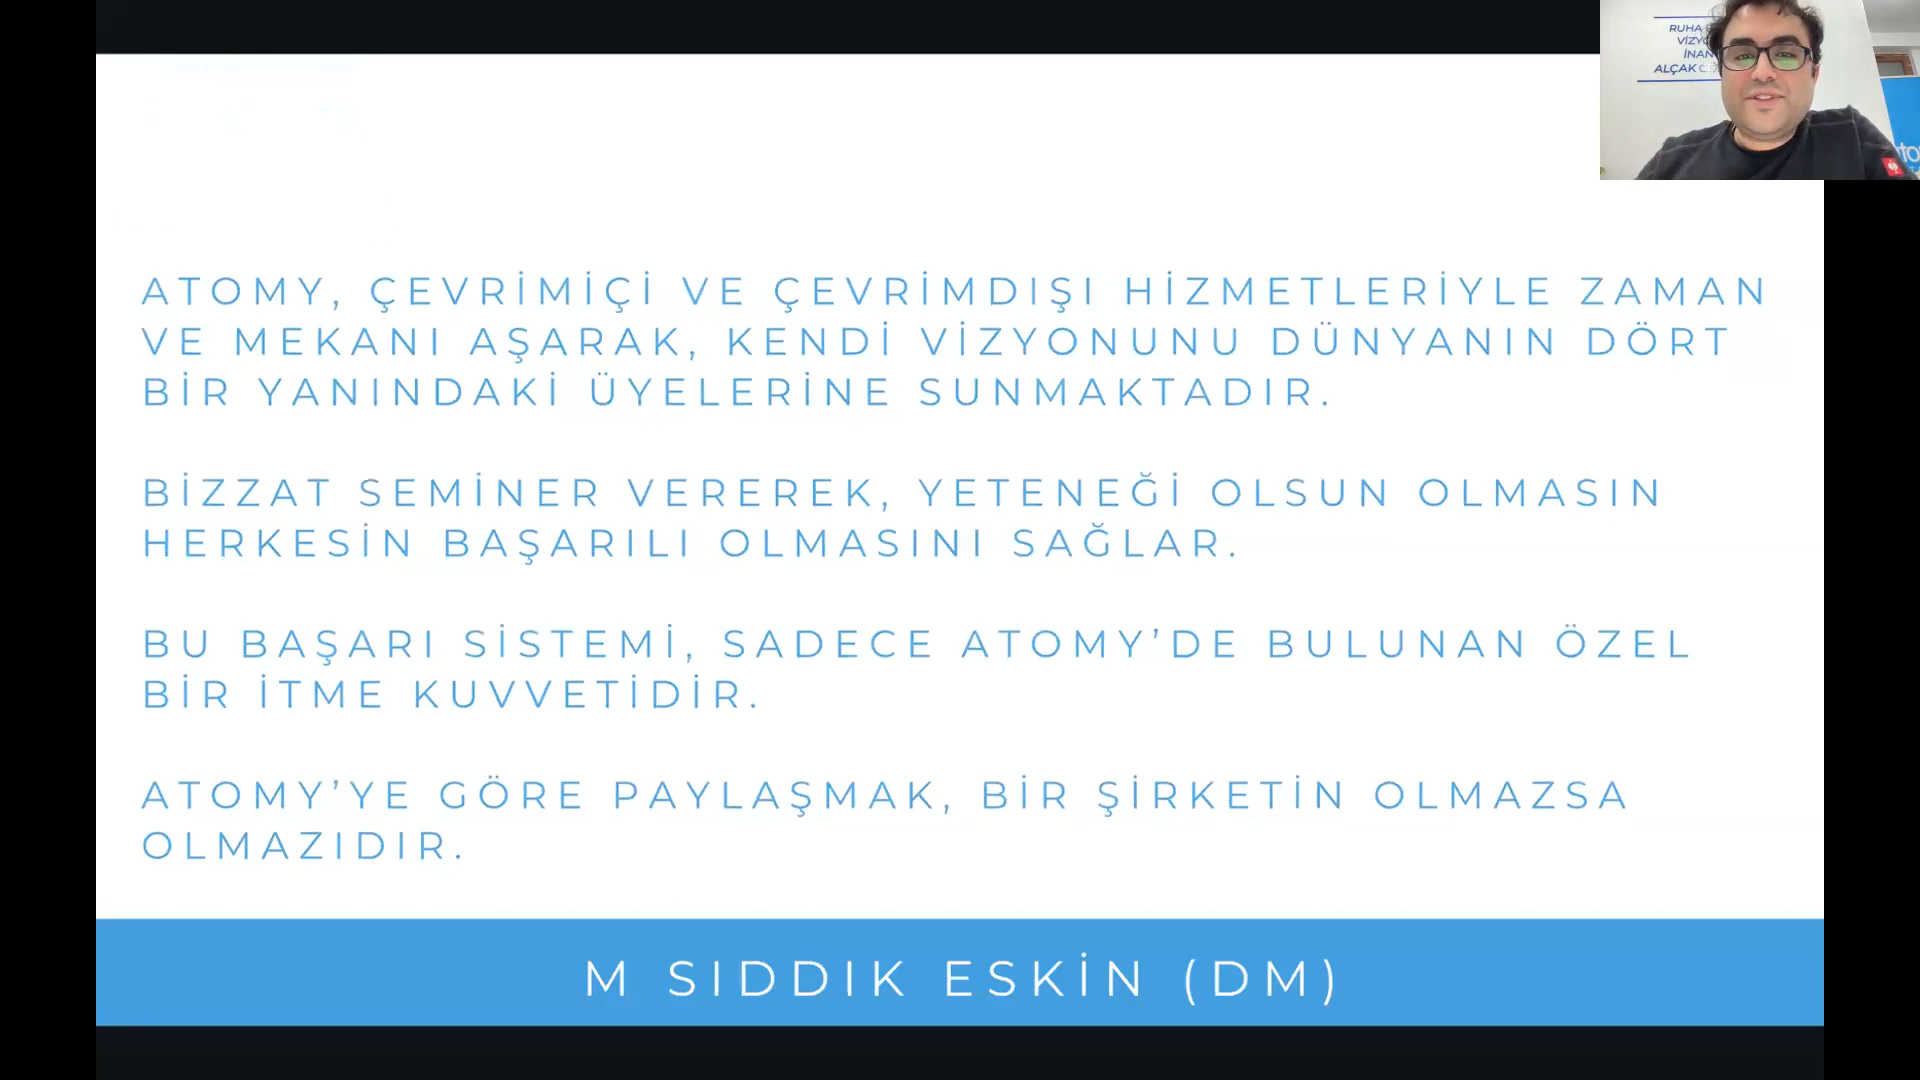 RUHA
VİZYO
İNAN
ALÇAK
ATOMY, ÇEVRİMİÇİ VE ÇEVRİMDIŞI HİZMETLERİYLE ZAMAN
VE MEKANI AŞARAK, KENDİ VİZYONUNU DÜNYANIN DÖRT
BİR YANINDAKİ ÜYELERİNE SUNMAKTADIR.
BİZZAT SEMİNER VEREREK, YETENEĞİ OLSUN OLMASIN
HERKESİN BAŞARILI OLMASINI SAĞLAR.
BU BAŞARI SİSTEMİ, SADECE ATOMY’DE BULUNAN ÖZEL
BİR İTME KUVVETİDİR.
ATOMY’YE GÖRE PAYLAŞMAK, BİR ŞİRKETİN OLMAZSA
OLMAZIDIR.
M SIDDIK ESKİN (DM)